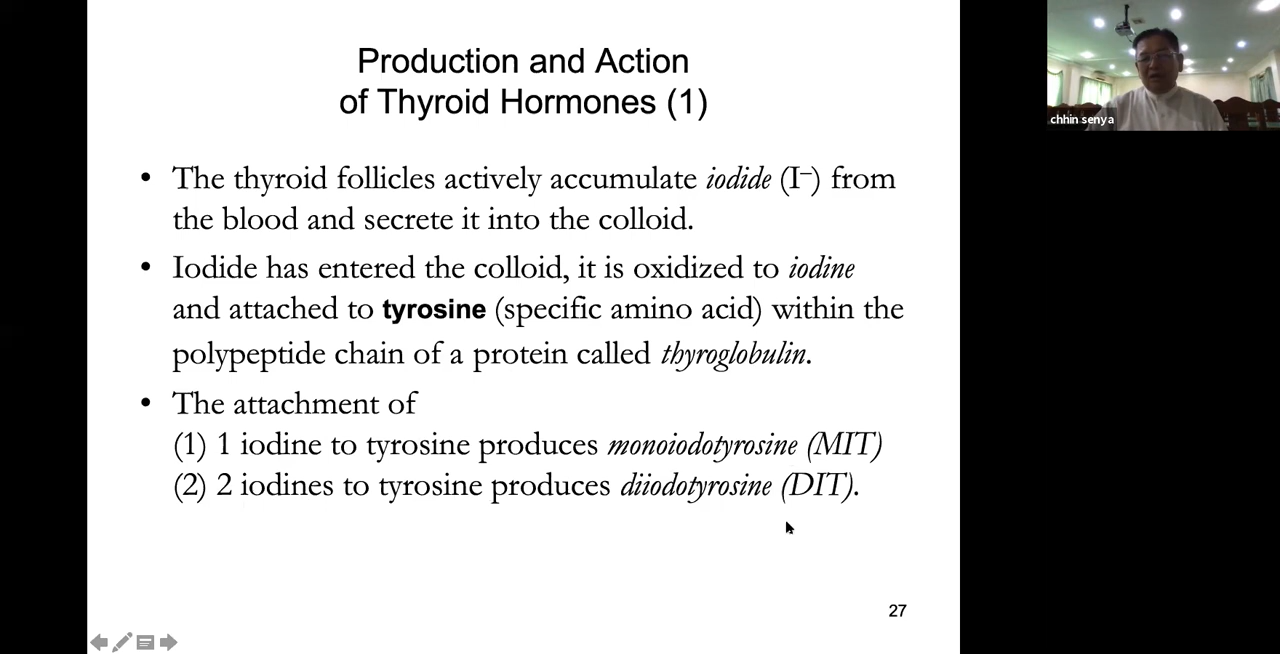 Production and Action
of Thyroid Hormones (1)
• The thyroid follicles actively accumulate iodide (I⁻) from
the blood and secrete it into the colloid.
• Iodide has entered the colloid, it is oxidized to iodine
and attached to tyrosine (specific amino acid) within the
polypeptide chain of a protein called thyroglobulin.
• The attachment of
(1) 1 iodine to tyrosine produces monoiodotyrosine (MIT)
(2) 2 iodines to tyrosine produces diiodotyrosine (DIT).
27
chhin senya